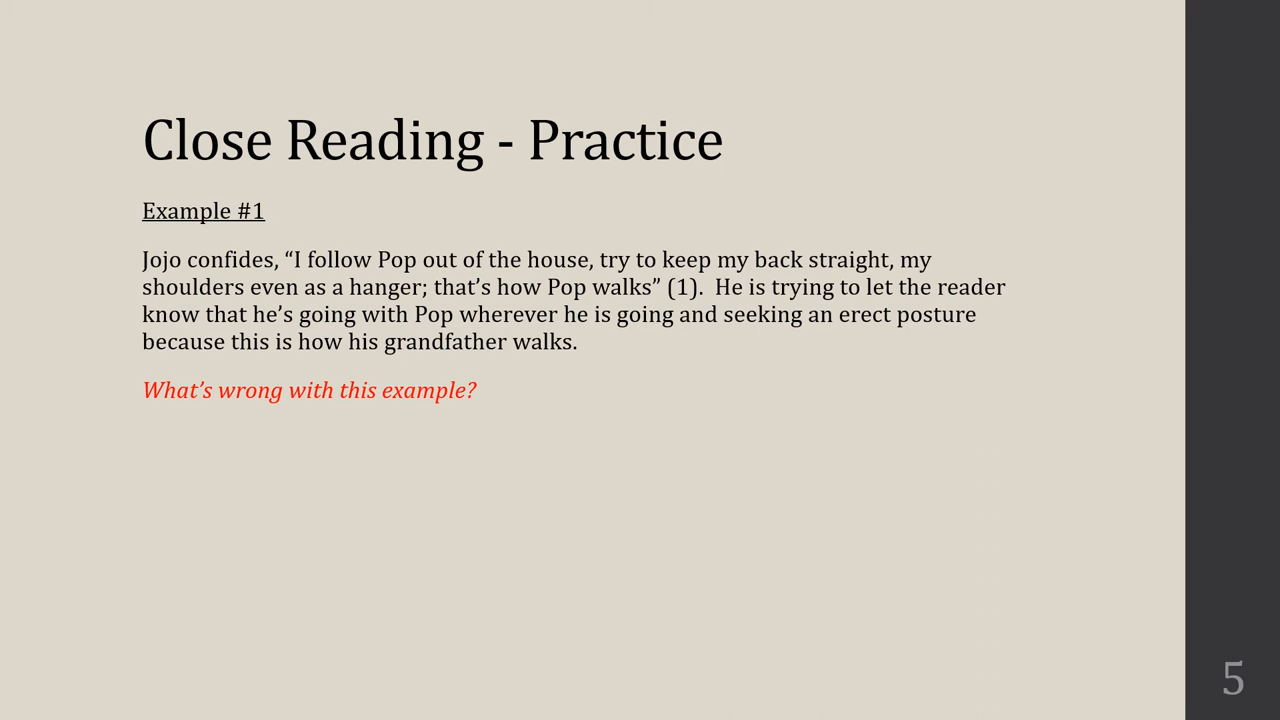 Close Reading - Practice
Example #1
Jojo confides, “I follow Pop out of the house, try to keep my back straight, my
shoulders even as a hanger; that’s how Pop walks” (1).  He is trying to let the reader
know that he’s going with Pop wherever he is going and seeking an erect posture
because this is how his grandfather walks.
What’s wrong with this example?
5